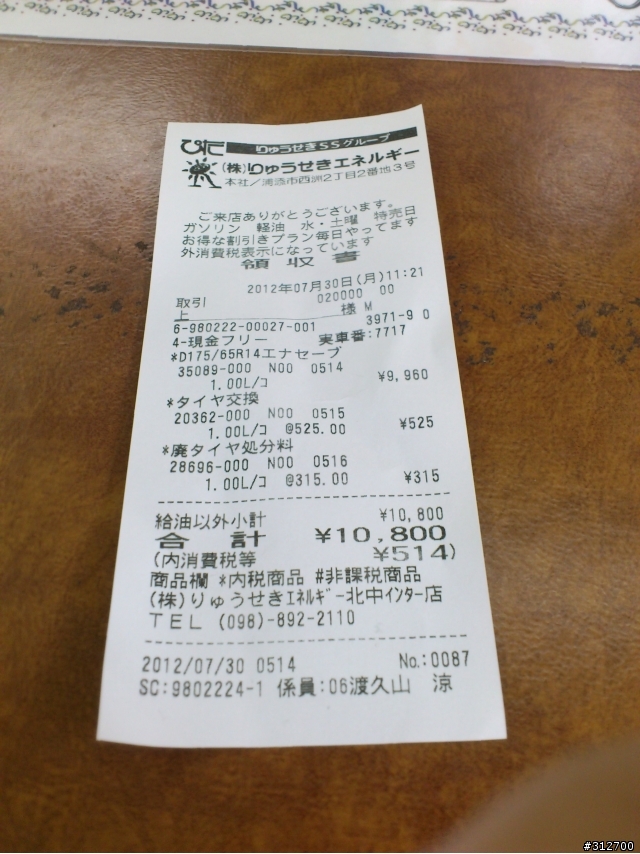 ぴた りゅうせきSSグループ
(株)りゅうせきエネルギー
本社/浦添市西洲2丁目2番地3号
ご来店ありがとうございます。
ガソリン 軽油 水・土曜 特売日
お得な割引きプラン毎日やってます
外消費税表示になっています
領収書
2012年07月30日(月)11:21
取引 020000 00
上 様 M
6-980222-00027-001 3971-9 0
4-現金フリー 実車番:7717
*D175/65R14エナセーブ
35089-000 N00 0514
1.00L/コ ¥9,960
*タイヤ交換
20362-000 N00 0515
1.00L/コ @525.00 ¥525
*廃タイヤ処分料
28696-000 N00 0516
1.00L/コ @315.00 ¥315
給油以外小計 ¥10,800
合計 ¥10,800
(内消費税等 ¥514)
商品欄 *内税商品 #非課税商品
(株)りゅうせきエネルギー北中インター店
TEL (098)-892-2110
2012/07/30 0514 No.:0087
SC:9802224-1 係員:06渡久山 涼
#312700